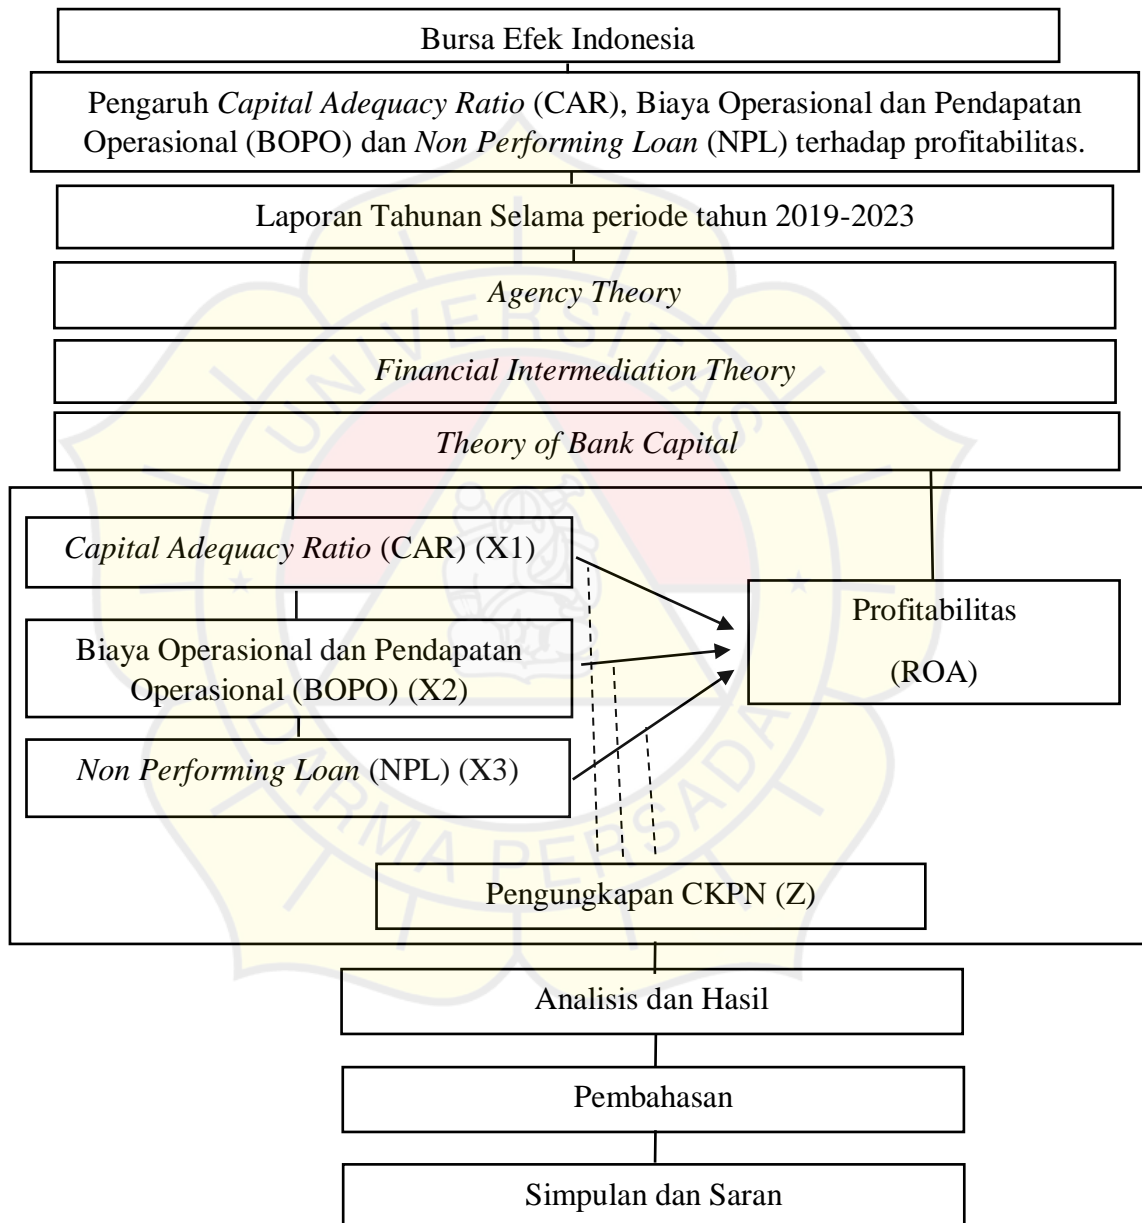 Bursa Efek Indonesia
Pengaruh Capital Adequacy Ratio (CAR), Biaya Operasional dan Pendapatan
Operasional (BOPO) dan Non Performing Loan (NPL) terhadap profitabilitas.
Laporan Tahunan Selama periode tahun 2019-2023
Agency Theory
Financial Intermediation Theory
Theory of Bank Capital
Capital Adequacy Ratio (CAR) (X1)
Biaya Operasional dan Pendapatan
Operasional (BOPO) (X2)
Non Performing Loan (NPL) (X3)
Profitabilitas
(ROA)
Pengungkapan CKPN (Z)
Analisis dan Hasil
Pembahasan
Simpulan dan Saran
UNIVERSITAS
DARMA PERSADA